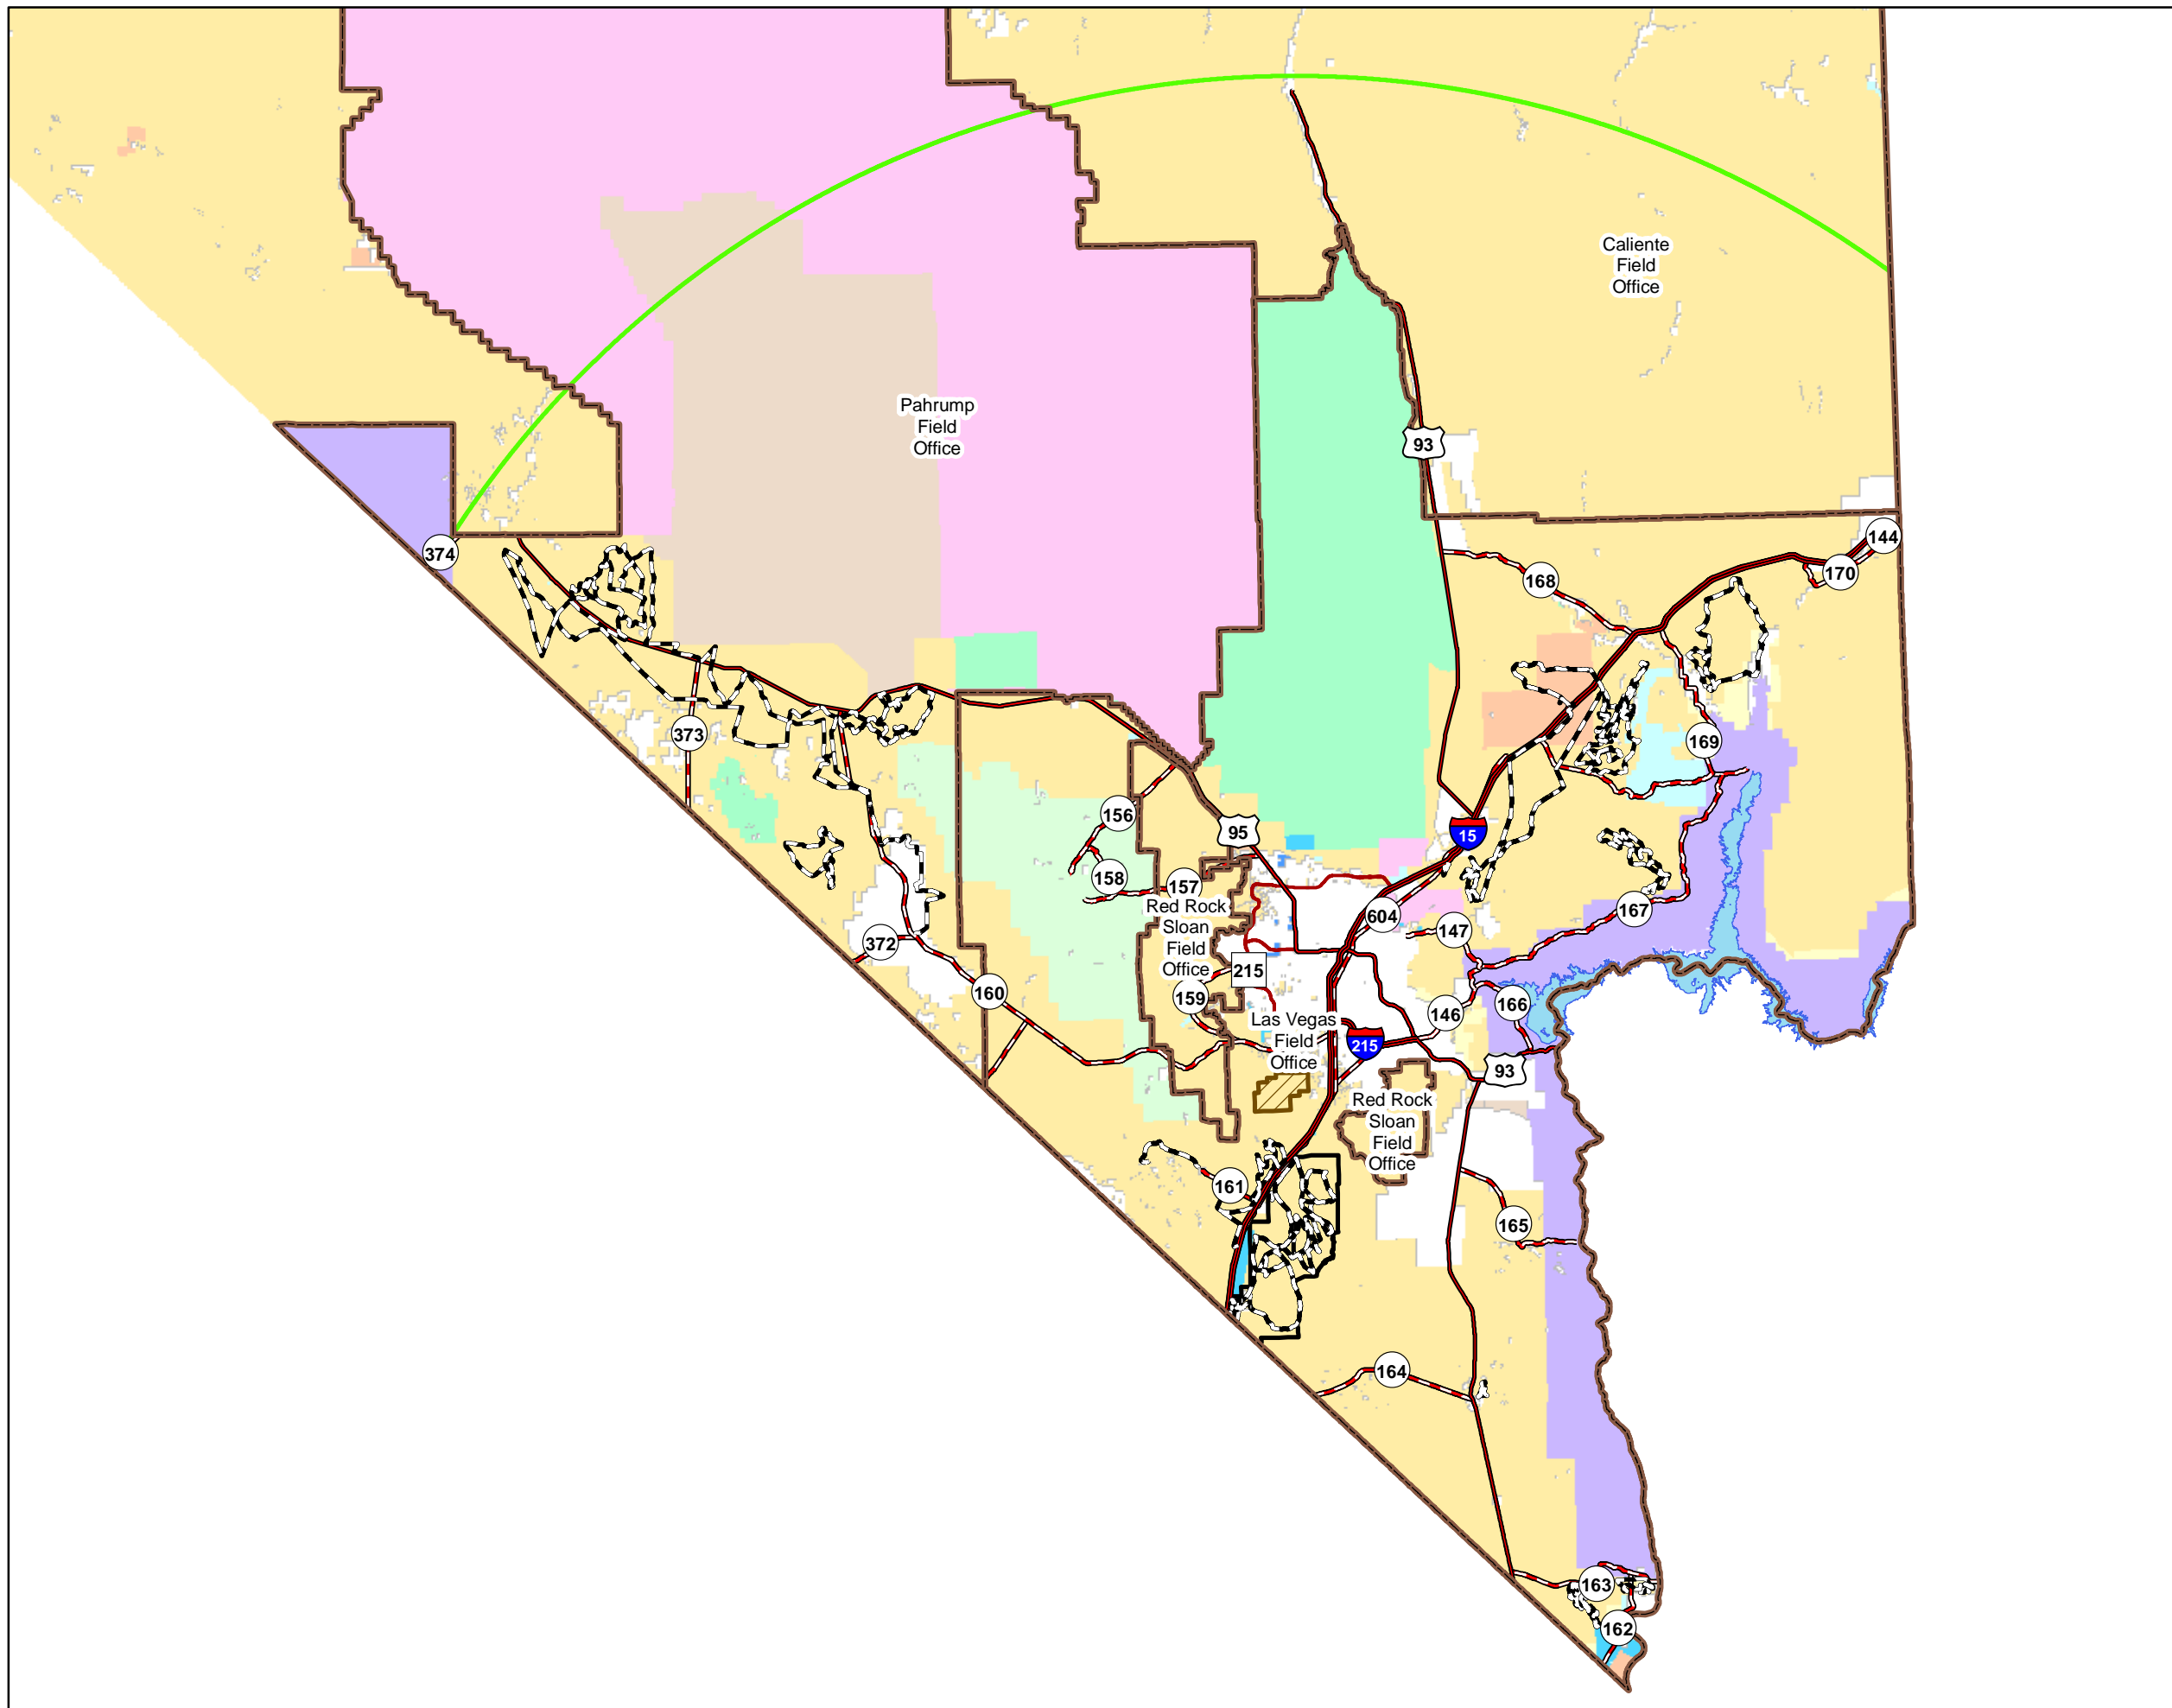 Caliente
Field
Office
Pahrump
Field
Office
93
374
144
168
170
373
169
156
95
15
158
157
Red Rock
Sloan
Field
Office
604
167
147
372
215
160
159
166
146
Las Vegas
Field
Office
215
93
Red Rock
Sloan
Field
Office
161
165
164
163
162